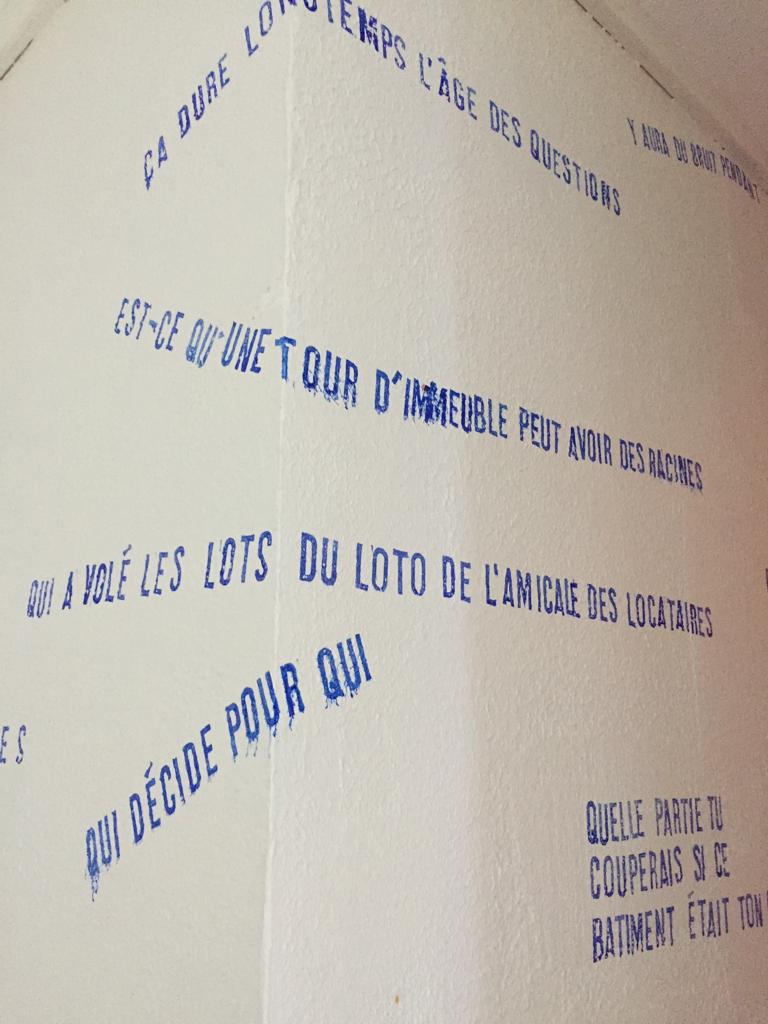 ÇA DURE LONGTEMPS L'ÂGE DES QUESTIONS
Y AURA DU BRUIT PENDANT
EST-CE QU'UNE TOUR D'IMMEUBLE PEUT AVOIR DES RACINES
QUI A VOLÉ LES LOTS DU LOTO DE L'AMICALE DES LOCATAIRES
QUI DÉCIDE POUR QUI
QUELLE PARTIE TU
COUPERAIS SI CE
BATIMENT ÉTAIT TON